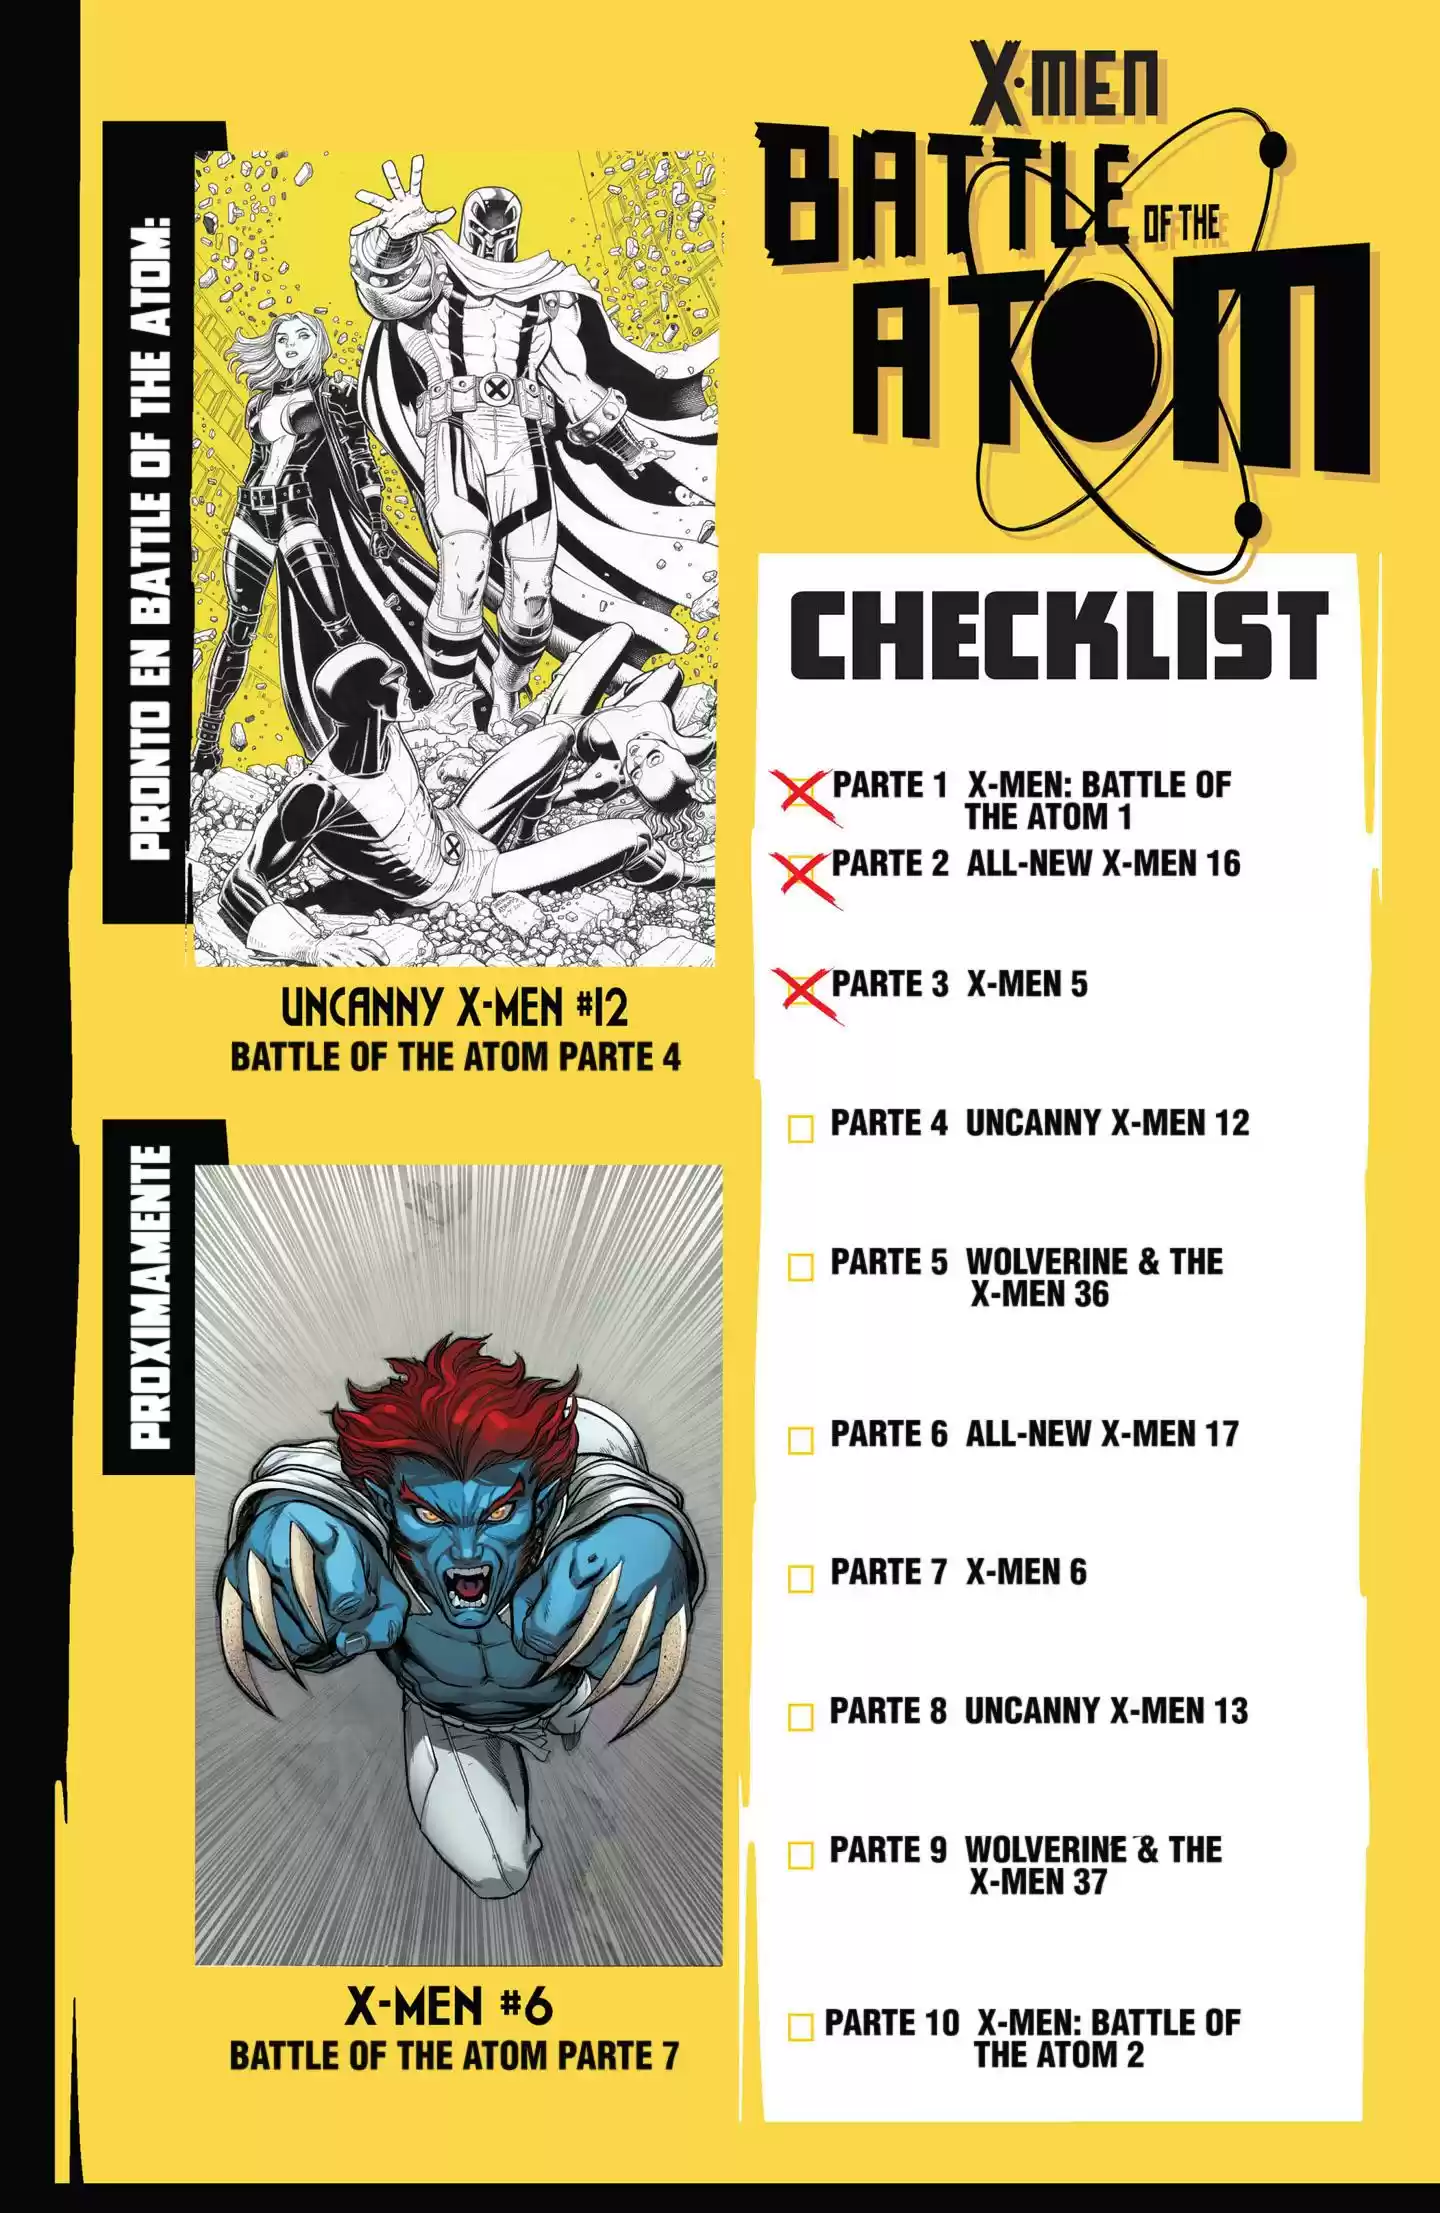 PRONTO EN BATTLE OF THE ATOM:
UNCANNY X-MEN #12
BATTLE OF THE ATOM PARTE 4
PROXIMAMENTE
X-MEN #6
BATTLE OF THE ATOM PARTE 7
X-MEN
BATTLE OF THE
ATOM
CHECKLIST
PARTE 1 X-MEN: BATTLE OF
THE ATOM 1
PARTE 2 ALL-NEW X-MEN 16
PARTE 3 X-MEN 5
PARTE 4 UNCANNY X-MEN 12
PARTE 5 WOLVERINE & THE
X-MEN 36
PARTE 6 ALL-NEW X-MEN 17
PARTE 7 X-MEN 6
PARTE 8 UNCANNY X-MEN 13
PARTE 9 WOLVERINE & THE
X-MEN 37
PARTE 10 X-MEN: BATTLE OF
THE ATOM 2